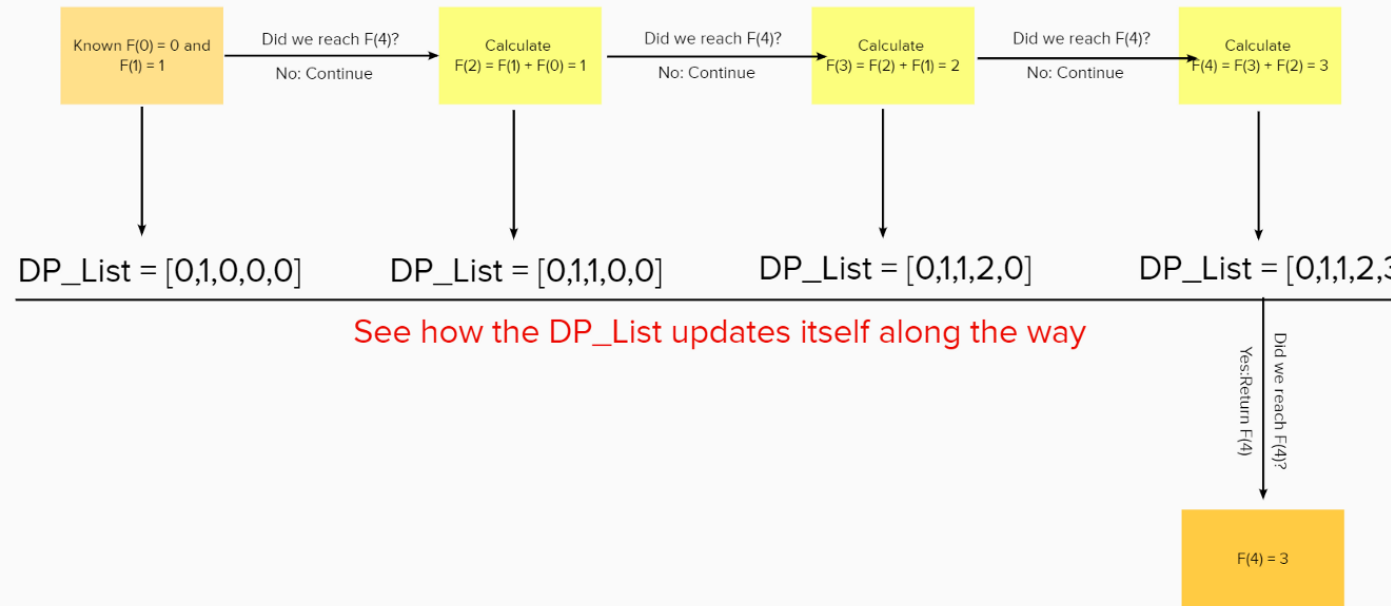 Known F(0) = 0 and
F(1) = 1
Did we reach F(4)?
No: Continue
Calculate
F(2) = F(1) + F(0) = 1
Did we reach F(4)?
No: Continue
Calculate
F(3) = F(2) + F(1) = 2
Did we reach F(4)?
No: Continue
Calculate
F(4) = F(3) + F(2) = 3
DP_List = [0,1,0,0,0]
DP_List = [0,1,1,0,0]
DP_List = [0,1,1,2,0]
DP_List = [0,1,1,2,3
See how the DP_List updates itself along the way
Did we reach F(4)?
Yes:Return F(4)
F(4) = 3